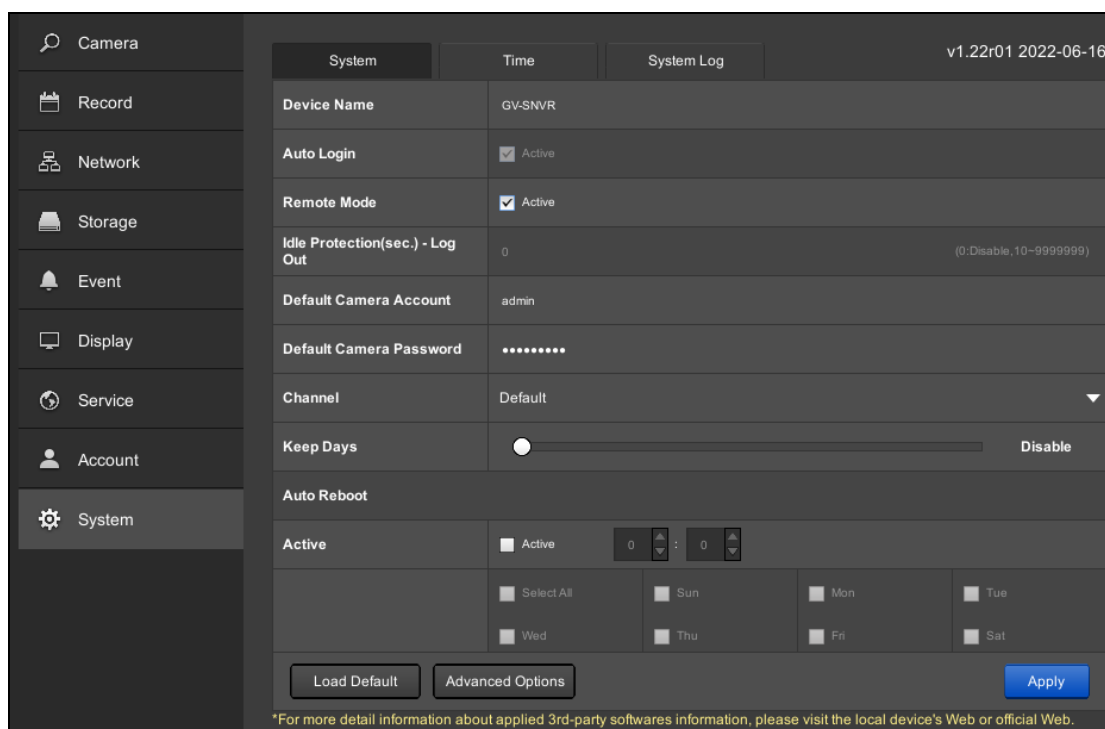 Camera
Record
Network
Storage
Event
Display
Service
Account
System
System Time System Log v1.22r01 2022-06-16
Device Name GV-SNVR
Auto Login Active
Remote Mode Active
Idle Protection(sec.) - Log
Out 0 (0:Disable,10~9999999)
Default Camera Account admin
Default Camera Password •••••••••
Channel Default
Keep Days Disable
Auto Reboot
Active Active 0 : 0
Select All Sun Mon Tue
Wed Thu Fri Sat
Load Default Advanced Options Apply
*For more detail information about applied 3rd-party softwares information, please visit the local device's Web or official Web.